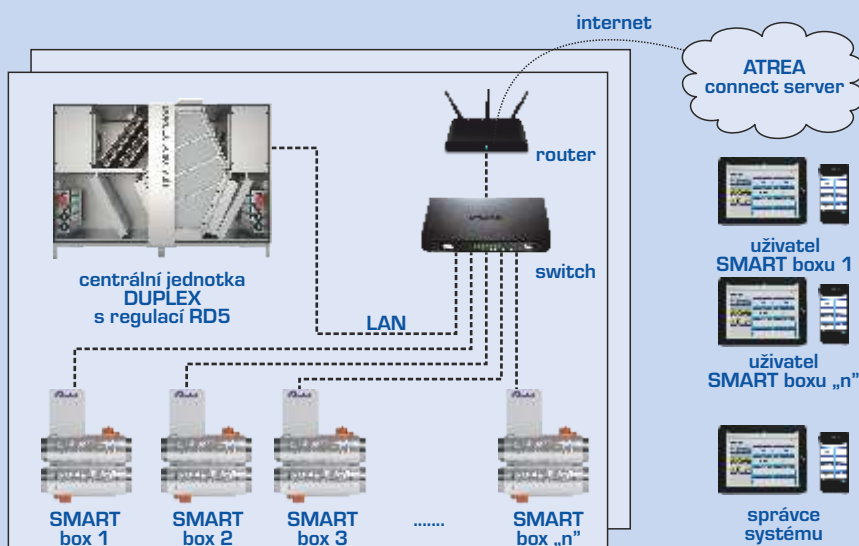 internet
ATREA
connect server
router
switch
centrální jednotka
DUPLEX
s regulací RD5
LAN
uživatel
SMART boxu 1
uživatel
SMART boxu „n”
SMART
box 1
SMART
box 2
SMART
box 3
.......
SMART
box „n”
správce
systému